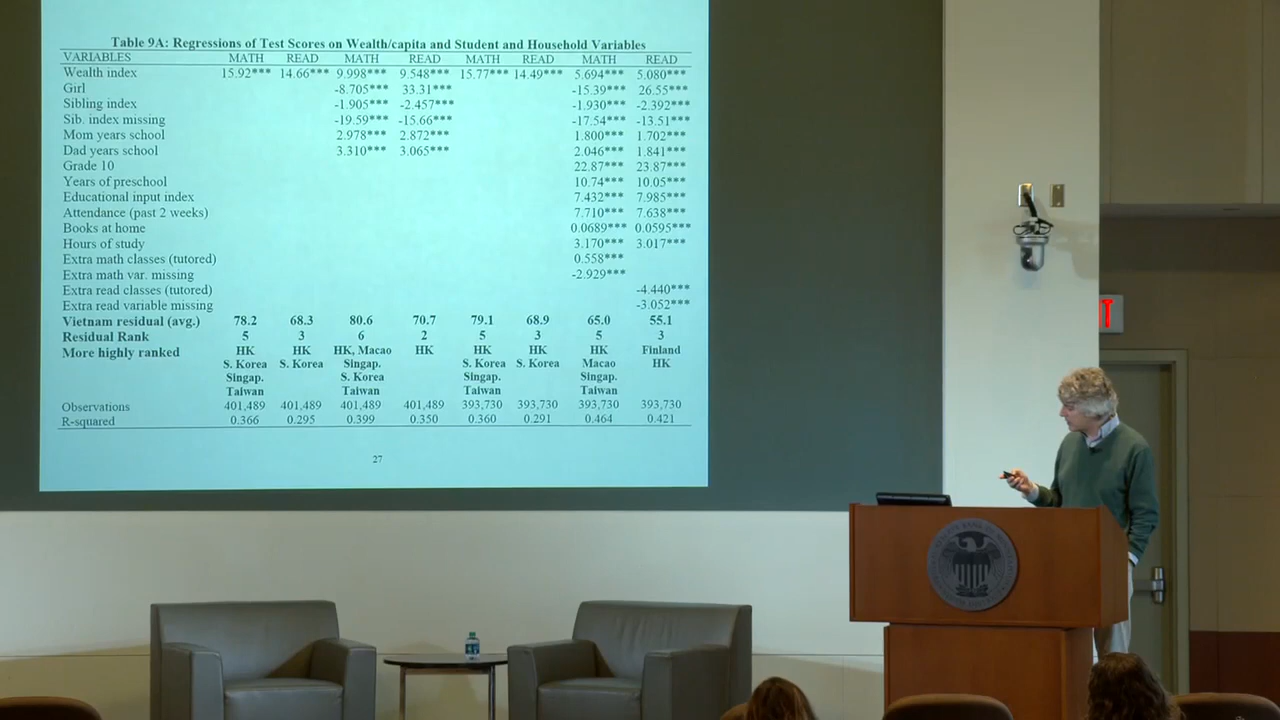 Table 9A: Regressions of Test Scores on Wealth/capita and Student and Household Variables
VARIABLES MATH READ MATH READ MATH READ MATH READ
Wealth index 15.92*** 14.66*** 9.998*** 9.548*** 15.77*** 14.49*** 5.694*** 5.080***
Girl -8.705*** 33.31*** -15.39*** 26.55***
Sibling index -1.905*** -2.457*** -1.930*** -2.392***
Sib. index missing -19.59*** -15.66*** -17.54*** -13.51***
Mom years school 2.978*** 2.872*** 1.800*** 1.702***
Dad years school 3.310*** 3.065*** 2.046*** 1.841***
Grade 10 22.87*** 23.87***
Years of preschool 10.74*** 10.05***
Educational input index 7.432*** 7.985***
Attendance (past 2 weeks) 7.710*** 7.638***
Books at home 0.0689*** 0.0595***
Hours of study 3.170*** 3.017***
Extra math classes (tutored) 0.558***
Extra math var. missing -2.929***
Extra read classes (tutored) -4.440***
Extra read variable missing -3.052***
Vietnam residual (avg.) 78.2 68.3 80.6 70.7 79.1 68.9 65.0 55.1
Residual Rank 5 3 6 2 5 3 5 3
More highly ranked HK HK HK, Macao HK HK HK HK Finland
S. Korea S. Korea Singap. S. Korea S. Korea Macao HK
Singap. S. Korea Singap. Singap.
Taiwan Taiwan Taiwan Taiwan
Observations 401,489 401,489 401,489 401,489 393,730 393,730 393,730 393,730
R-squared 0.366 0.295 0.399 0.350 0.360 0.291 0.464 0.421
27